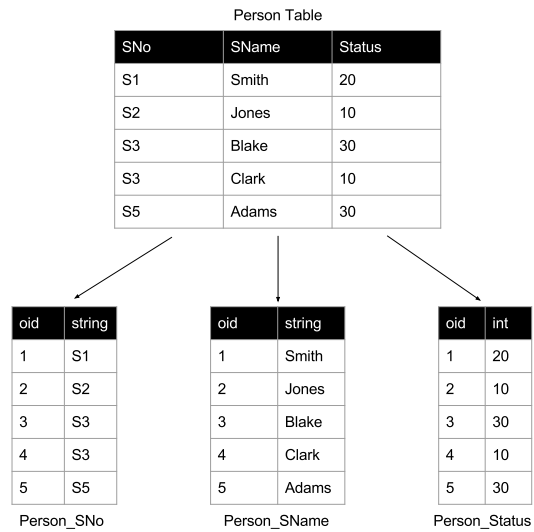 Person Table
SNo SName Status
S1 Smith 20
S2 Jones 10
S3 Blake 30
S3 Clark 10
S5 Adams 30
oid string
1 S1
2 S2
3 S3
4 S3
5 S5
Person_SNo
oid string
1 Smith
2 Jones
3 Blake
4 Clark
5 Adams
Person_SName
oid int
1 20
2 10
3 30
4 10
5 30
Person_Status